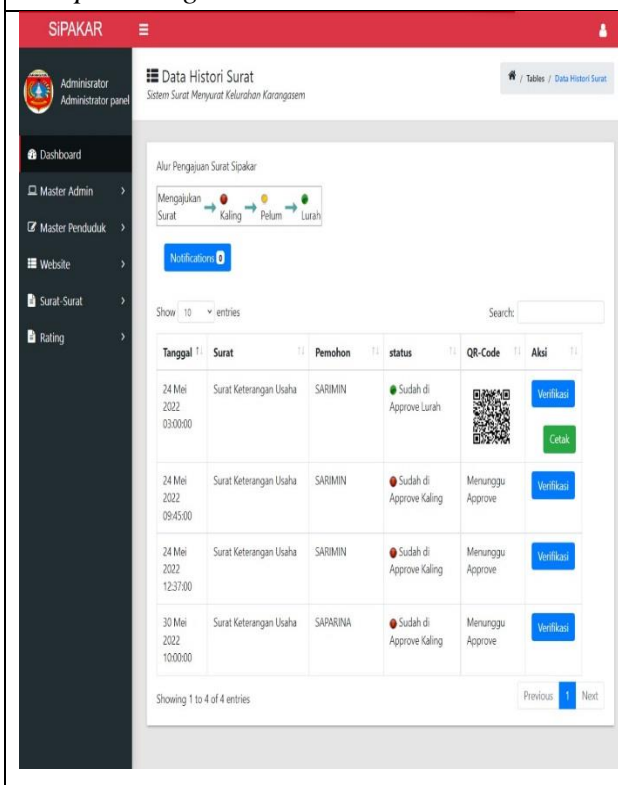 SiPAKAR
Adminisrator
Administrator panel
Dashboard
Master Admin
Master Penduduk
Website
Surat-Surat
Rating
Data Histori Surat
Sistem Surat Menyurat Kelurahan Karangasem
/ Tables / Data Histori Surat
Alur Pengajuan Surat Sipakar
Mengajukan
Surat
Kaling
Pelum
Lurah
Notifications 0
Show 10 entries
Search:
Tanggal Surat Pemohon status QR-Code Aksi
24 Mei
2022
03:00:00
Surat Keterangan Usaha
SARIMIN
Sudah di
Approve Lurah
Verifikasi
Cetak
24 Mei
2022
09:45:00
Surat Keterangan Usaha
SARIMIN
Sudah di
Approve Kaling
Menunggu
Approve
Verifikasi
24 Mei
2022
12:37:00
Surat Keterangan Usaha
SARIMIN
Sudah di
Approve Kaling
Menunggu
Approve
Verifikasi
30 Mei
2022
10:00:00
Surat Keterangan Usaha
SAPARINA
Sudah di
Approve Kaling
Menunggu
Approve
Verifikasi
Showing 1 to 4 of 4 entries
Previous 1 Next